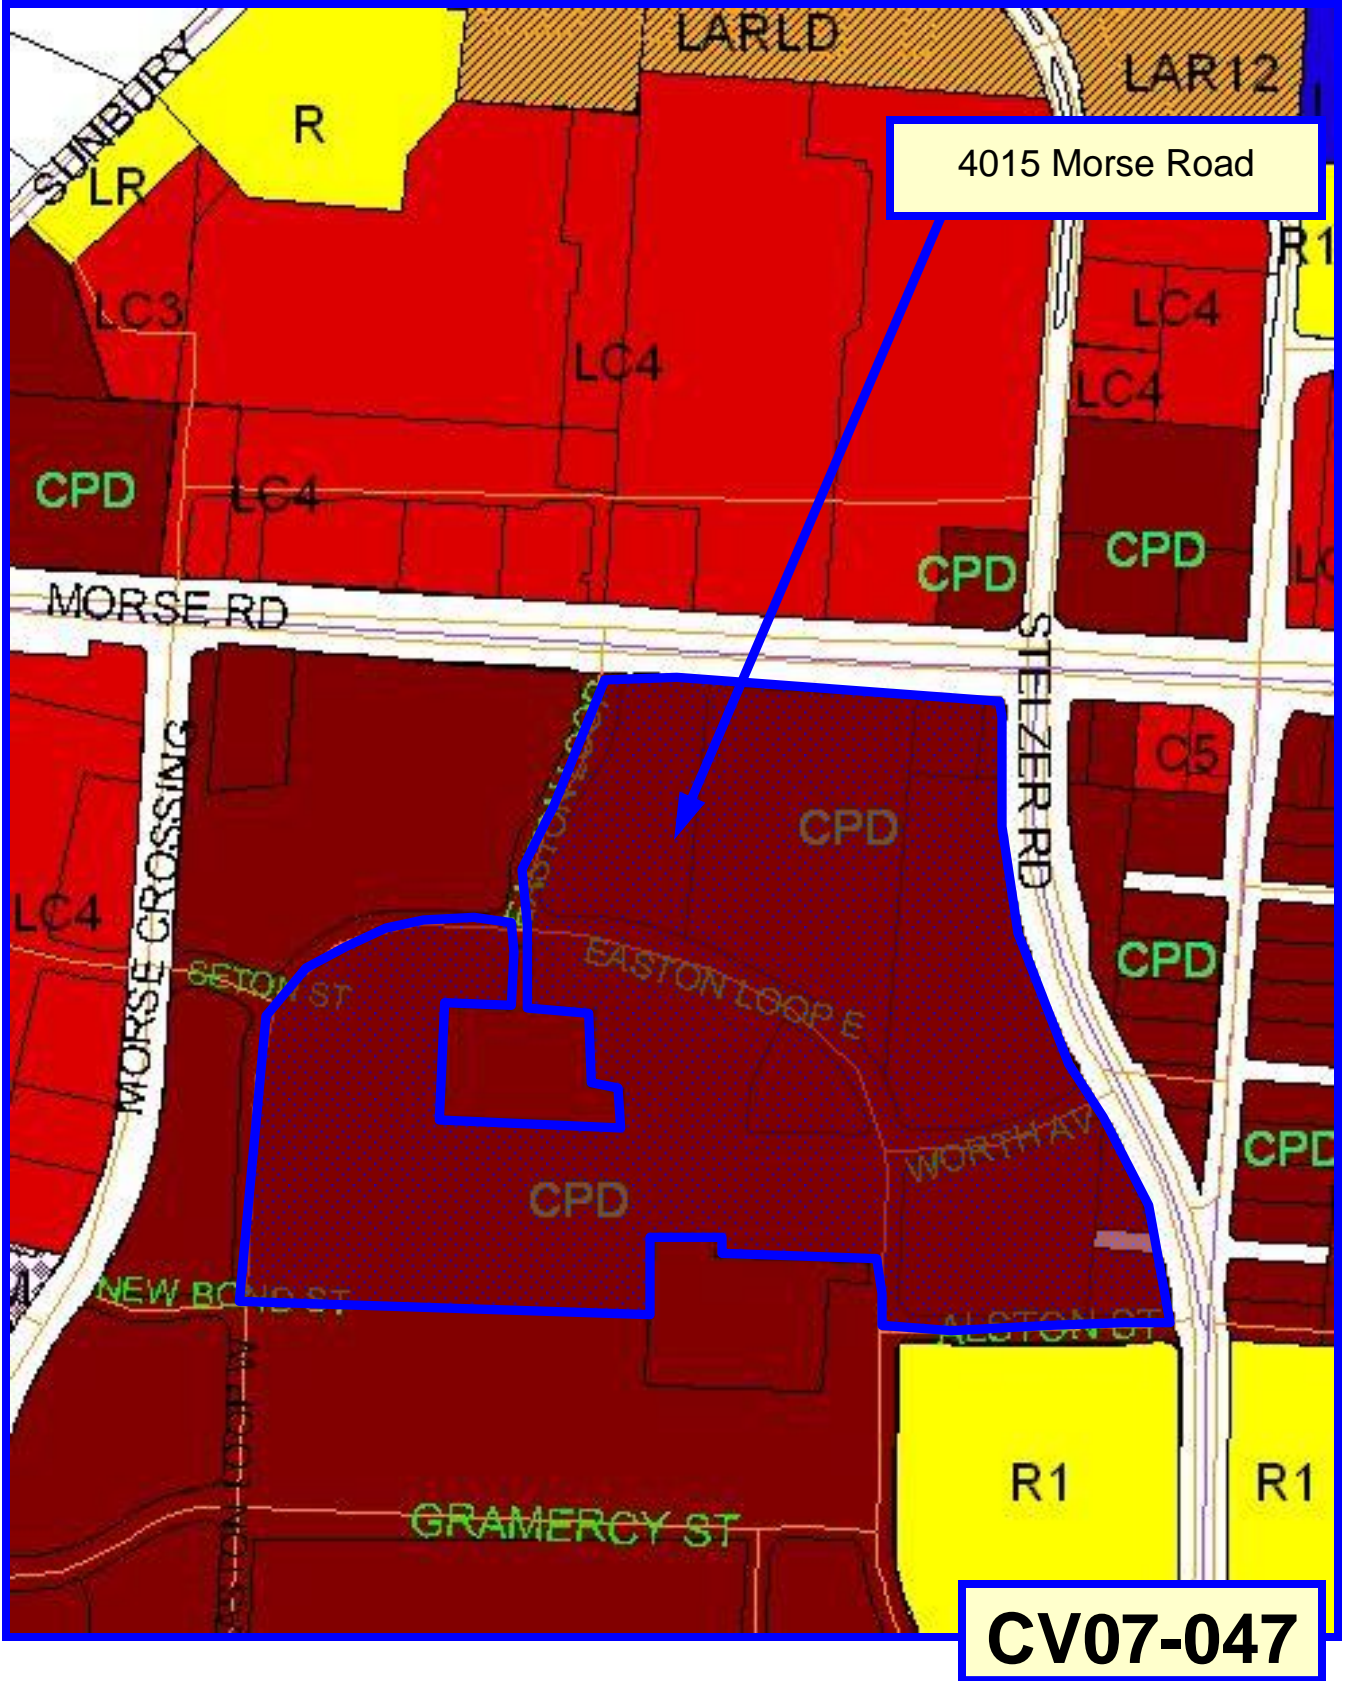 LARLD
LAR12
SUNBURY
R
LR
4015 Morse Road
R1
LC3
LC4
LC4
LC4
CPD
LC4
CPD
CPD
MORSE RD
STELZER RD
C5
MORSE CROSSING
CPD
LC4
CPD
EASTON LOOP E
SETON ST
WORTH AV
CPD
CPD
NEW BOND ST
ALSTON ST
R1
R1
GRAMERCY ST
CV07-047